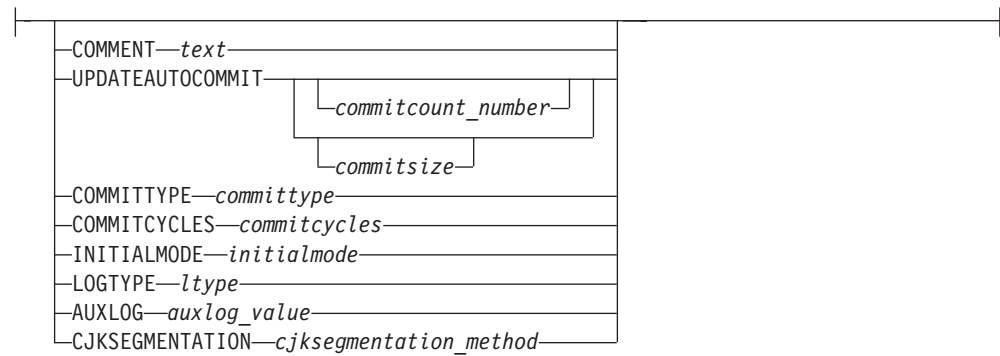 COMMENT text
UPDATEAUTOCOMMIT
commitcount_number
commitsize
COMMITTYPE committype
COMMITCYCLES commitcycles
INITIALMODE initialmode
LOGTYPE ltype
AUXLOG auxlog_value
CJKSEGMENTATION cjksegmentation_method